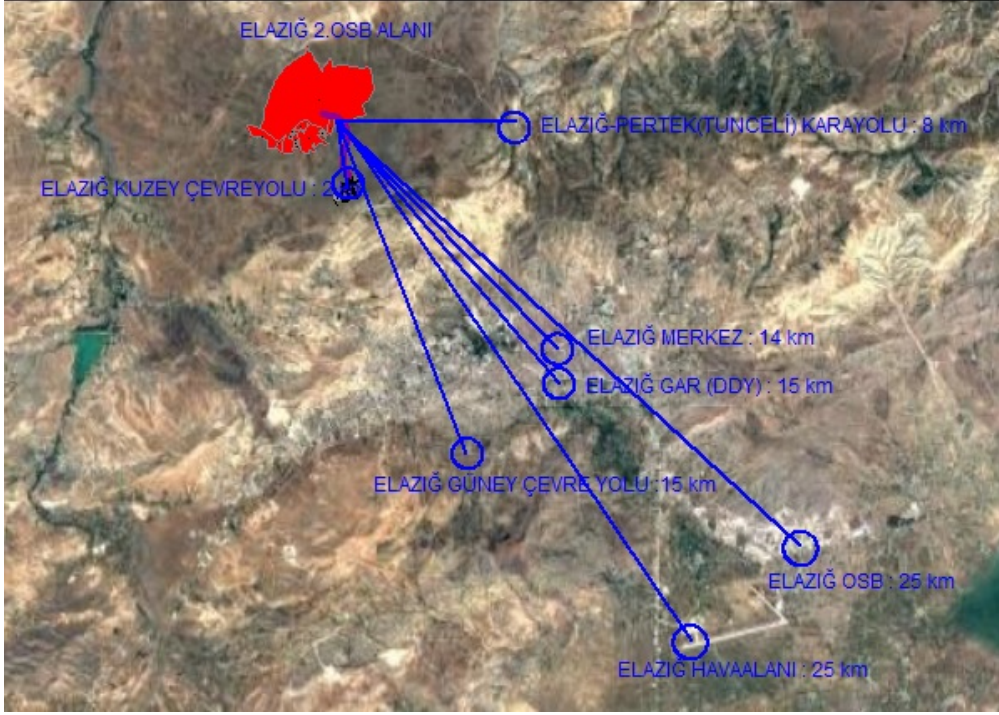 ELAZIĞ 2.OSB ALANI
ELAZIĞ-PERTEK(TUNCELİ) KARAYOLU : 8 km
ELAZIĞ KUZEY ÇEVREYOLU : 2
ELAZIĞ MERKEZ : 14 km
ELAZIĞ GAR (DDY) : 15 km
ELAZIĞ GÜNEY ÇEVRE YOLU :15 km
ELAZIĞ OSB : 25 km
ELAZIĞ HAVAALANI : 25 km